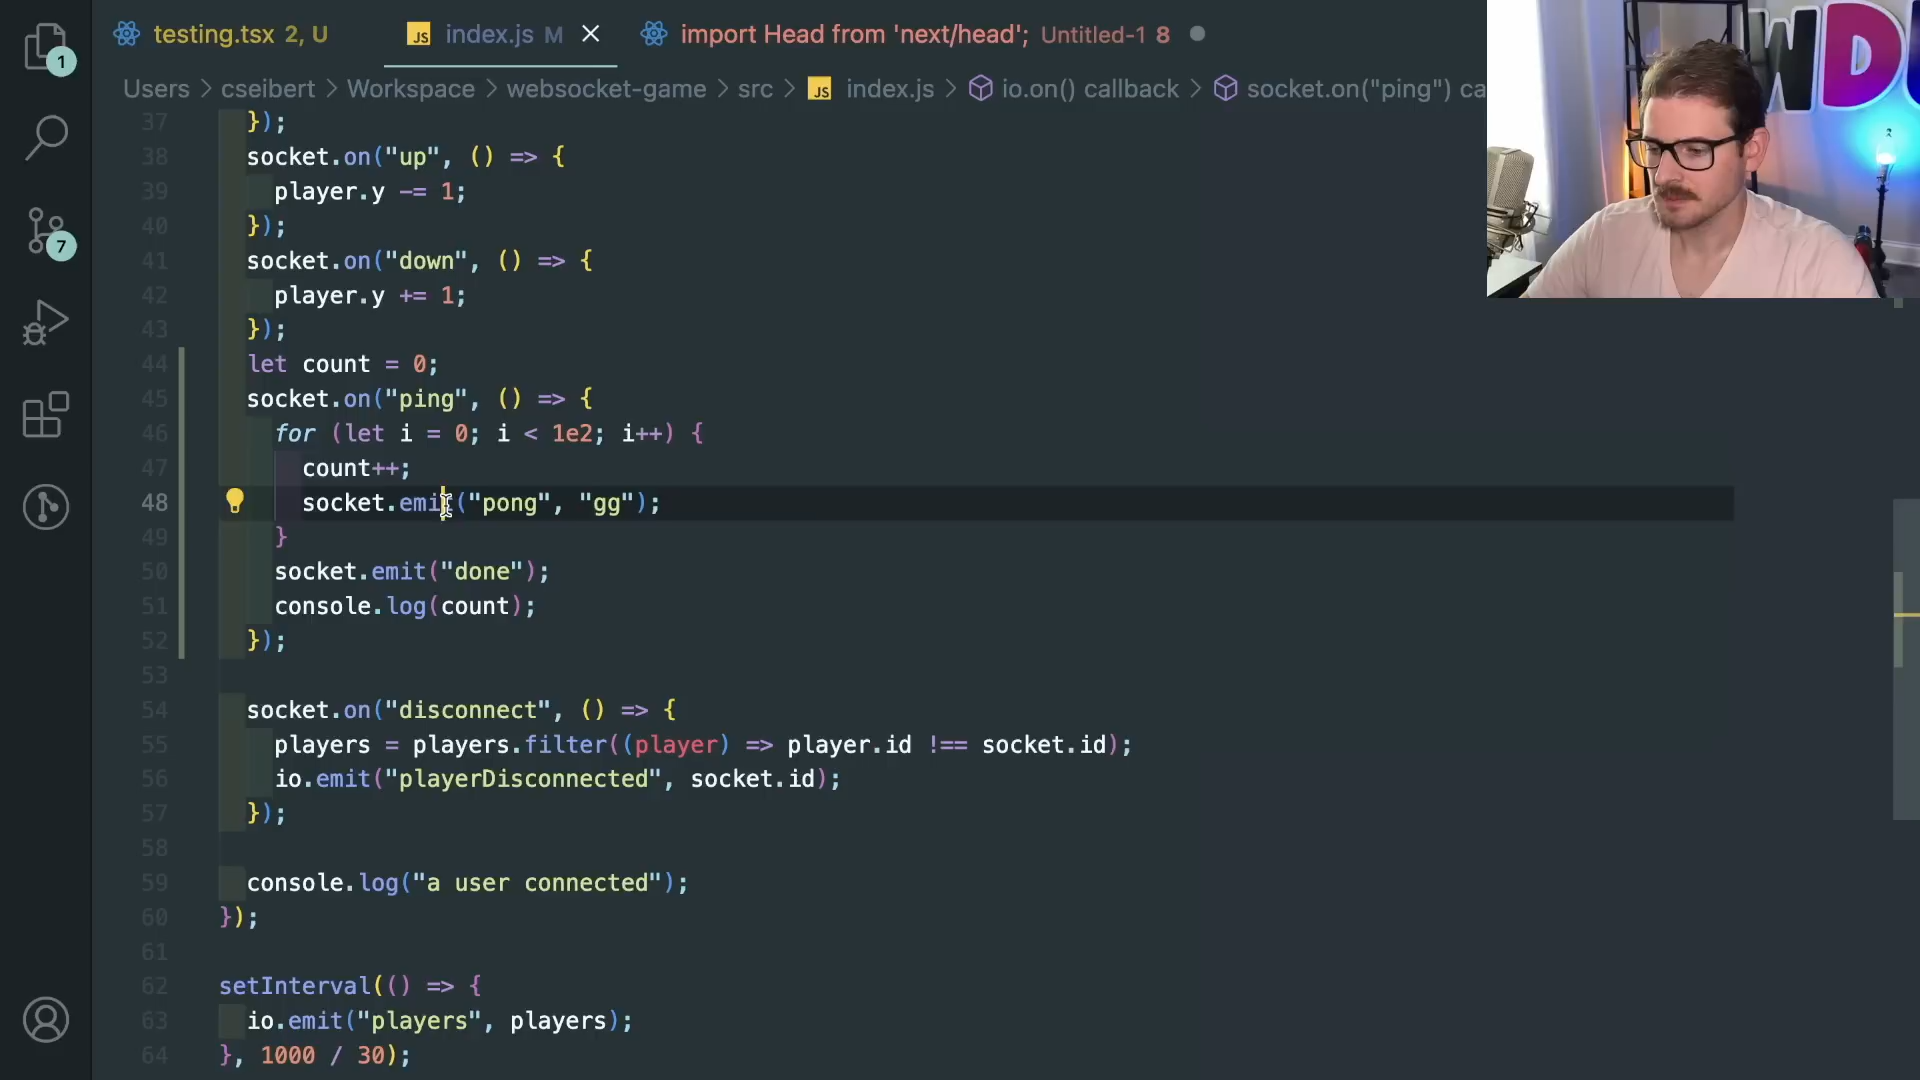 testing.tsx 2, U
JS index.js M
import Head from 'next/head'; Untitled-1 8
Users > cseibert > Workspace > websocket-game > src > JS index.js > io.on() callback > socket.on("ping") ca
1
7
WD
37 });
38 socket.on("up", () => {
39 player.y -= 1;
40 });
41 socket.on("down", () => {
42 player.y += 1;
43 });
44 let count = 0;
45 socket.on("ping", () => {
46 for (let i = 0; i < 1e2; i++) {
47 count++;
48 socket.emit("pong", "gg");
49 }
50 socket.emit("done");
51 console.log(count);
52 });
53
54 socket.on("disconnect", () => {
55 players = players.filter((player) => player.id !== socket.id);
56 io.emit("playerDisconnected", socket.id);
57 });
58
59 console.log("a user connected");
60 });
61
62 setInterval(() => {
63 io.emit("players", players);
64 }, 1000 / 30);